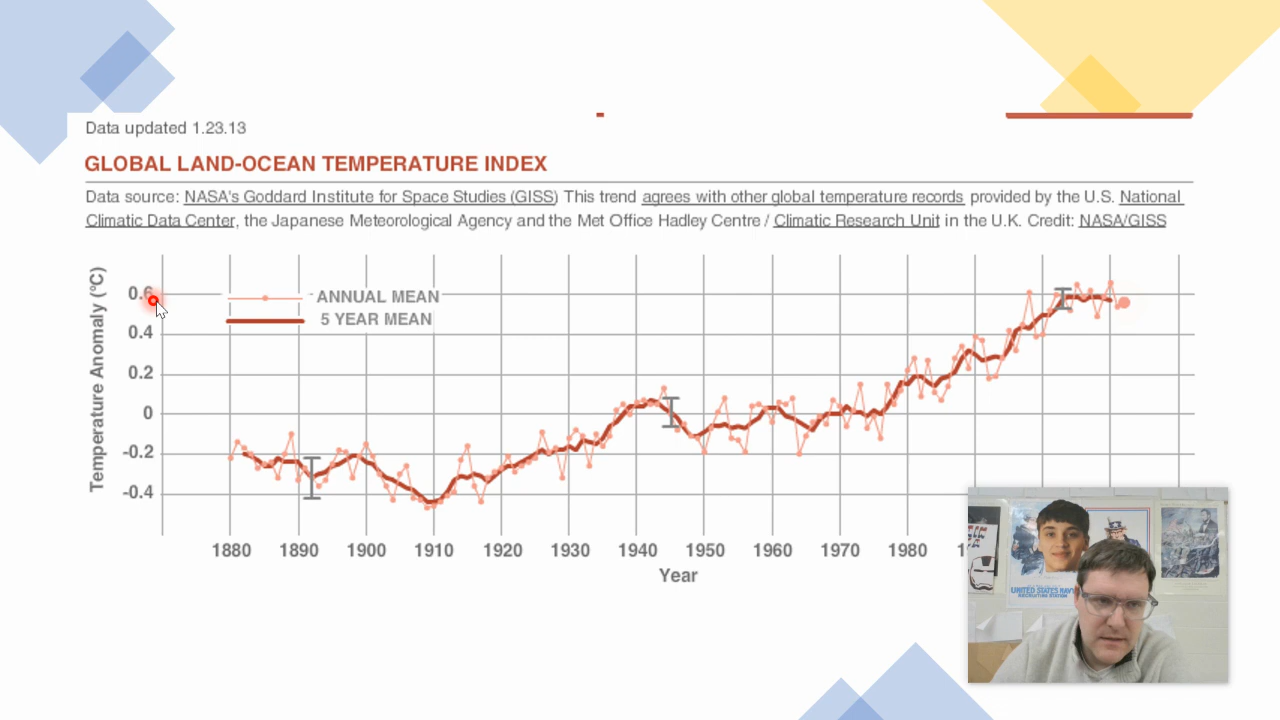 Data updated 1.23.13
GLOBAL LAND-OCEAN TEMPERATURE INDEX
Data source: NASA's Goddard Institute for Space Studies (GISS) This trend agrees with other global temperature records provided by the U.S. National
Climatic Data Center, the Japanese Meteorological Agency and the Met Office Hadley Centre / Climatic Research Unit in the U.K. Credit: NASA/GISS
Temperature Anomaly (°C)
ANNUAL MEAN
5 YEAR MEAN
0.4
0.2
0
-0.2
-0.4
1880 1890 1900 1910 1920 1930 1940 1950 1960 1970 1980
Year
UNITED STATES NAVY
RECRUITING STATION